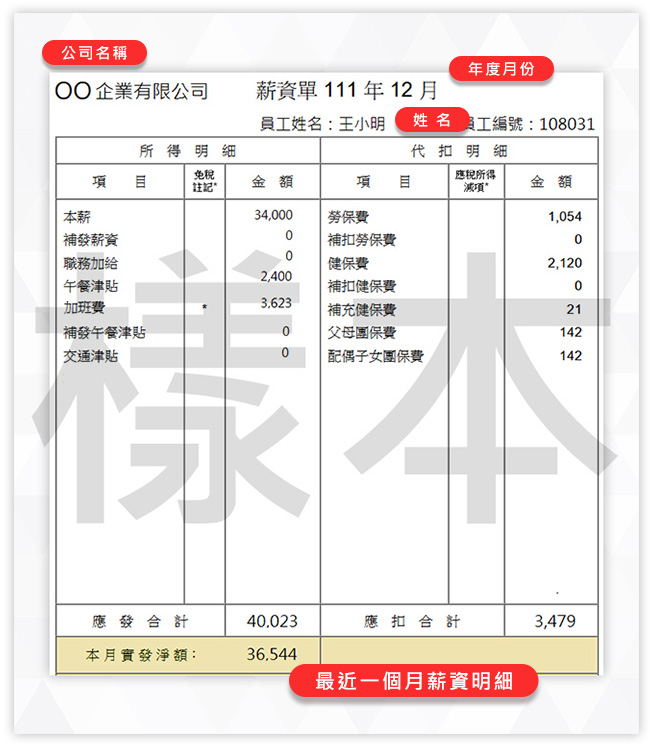 公司名稱
年度月份
OO企業有限公司 薪資單 111 年 12 月
員工姓名：王小明 姓 名 員工編號：108031
所 得 明 細 代 扣 明 細
項 目 免稅註記* 金 額 項 目 應稅所得減項* 金 額
本薪 34,000 勞保費 1,054
補發薪資 0 補扣勞保費 0
職務加給 0 健保費 2,120
午餐津貼 2,400 補扣健保費 0
加班費 * 3,623 補充健保費 21
補發午餐津貼 0 父母團保費 142
交通津貼 0 配偶子女團保費 142
樣本
應 發 合 計 40,023 應 扣 合 計 3,479
本月實發淨額： 36,544
最近一個月薪資明細